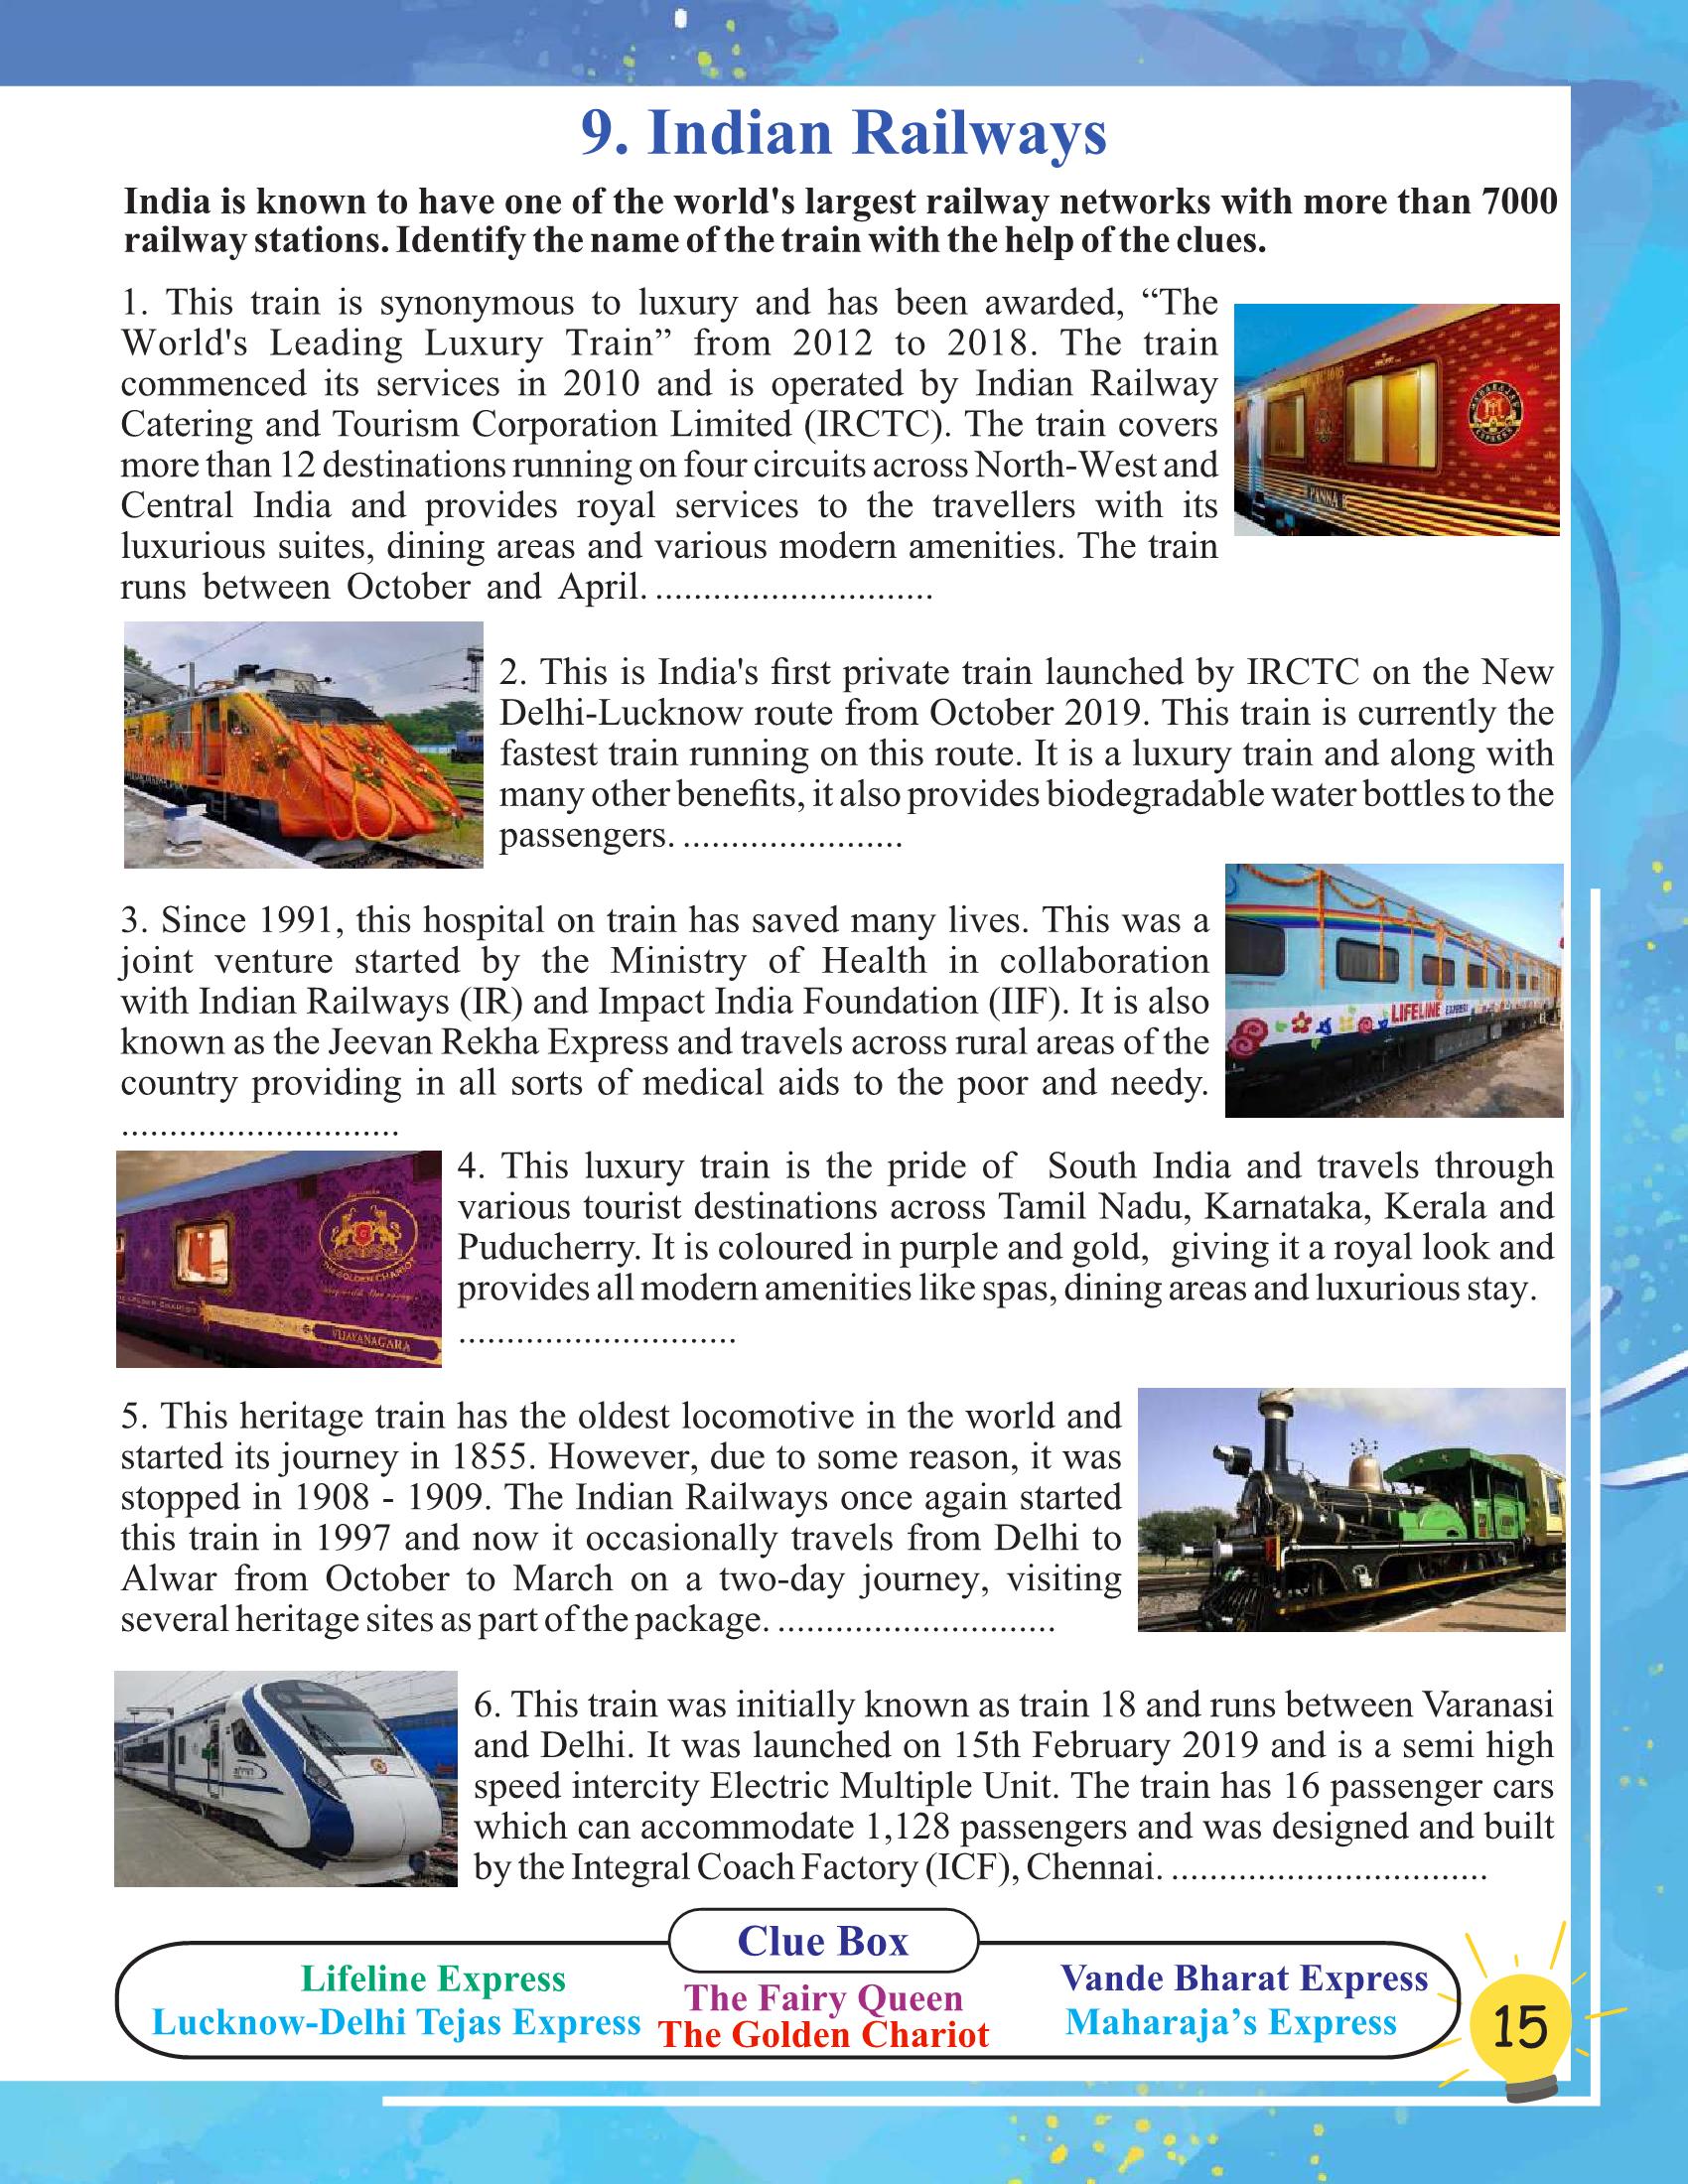 9. Indian Railways
India is known to have one of the world's largest railway networks with more than 7000
railway stations. Identify the name of the train with the help of the clues.
1. This train is synonymous to luxury and has been awarded, “The
World's Leading Luxury Train” from 2012 to 2018. The train
commenced its services in 2010 and is operated by Indian Railway
Catering and Tourism Corporation Limited (IRCTC). The train covers
more than 12 destinations running on four circuits across North-West and
Central India and provides royal services to the travellers with its
luxurious suites, dining areas and various modern amenities. The train
runs between October and April. .............................
PANNA
2. This is India's first private train launched by IRCTC on the New
Delhi-Lucknow route from October 2019. This train is currently the
fastest train running on this route. It is a luxury train and along with
many other benefits, it also provides biodegradable water bottles to the
passengers. .......................
3. Since 1991, this hospital on train has saved many lives. This was a
joint venture started by the Ministry of Health in collaboration
with Indian Railways (IR) and Impact India Foundation (IIF). It is also
known as the Jeevan Rekha Express and travels across rural areas of the
country providing in all sorts of medical aids to the poor and needy.
.............................
LIFELINE EXPRESS
4. This luxury train is the pride of South India and travels through
various tourist destinations across Tamil Nadu, Karnataka, Kerala and
Puducherry. It is coloured in purple and gold, giving it a royal look and
provides all modern amenities like spas, dining areas and luxurious stay.
.............................
THE GOLDEN CHARIOT
THE GOLDEN CHARIOT
VIJAYANAGARA
5. This heritage train has the oldest locomotive in the world and
started its journey in 1855. However, due to some reason, it was
stopped in 1908 - 1909. The Indian Railways once again started
this train in 1997 and now it occasionally travels from Delhi to
Alwar from October to March on a two-day journey, visiting
several heritage sites as part of the package. .............................
6. This train was initially known as train 18 and runs between Varanasi
and Delhi. It was launched on 15th February 2019 and is a semi high
speed intercity Electric Multiple Unit. The train has 16 passenger cars
which can accommodate 1,128 passengers and was designed and built
by the Integral Coach Factory (ICF), Chennai. .................................
Clue Box
Lifeline Express
The Fairy Queen
Vande Bharat Express
Lucknow-Delhi Tejas Express
The Golden Chariot
Maharaja’s Express
15